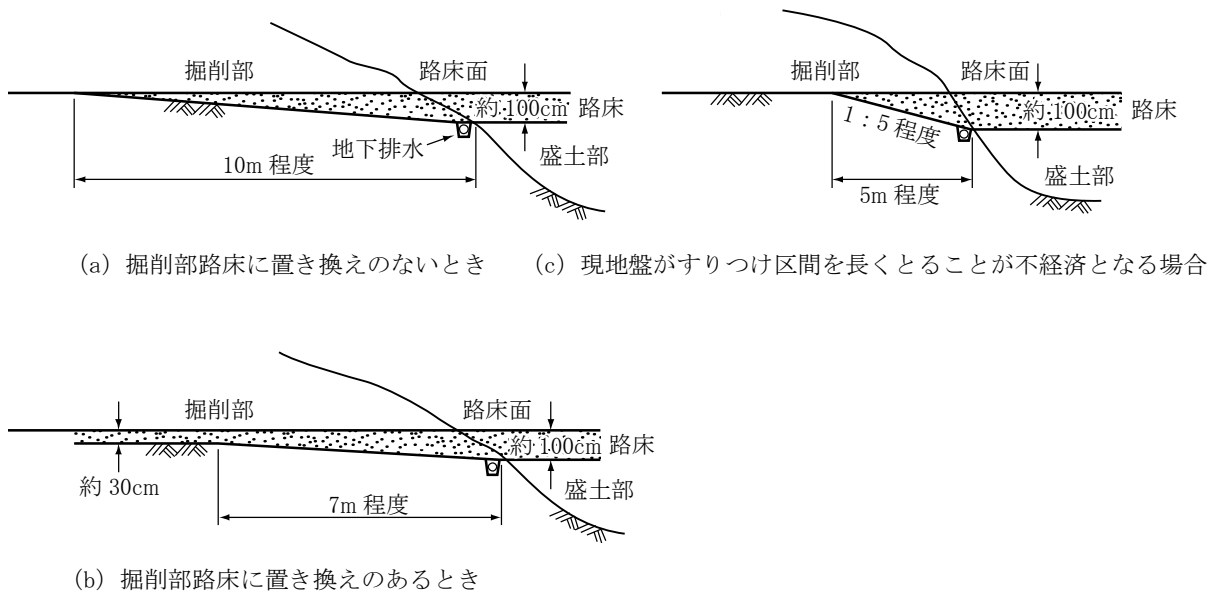 掘削部
路床面
約100cm 路床
地下排水
盛土部
10m 程度
(a) 掘削部路床に置き換えのないとき
掘削部
路床面
約100cm 路床
1：5 程度
盛土部
5m 程度
(c) 現地盤がすりつけ区間を長くとることが不経済となる場合
掘削部
路床面
約100cm 路床
約 30cm
盛土部
7m 程度
(b) 掘削部路床に置き換えのあるとき